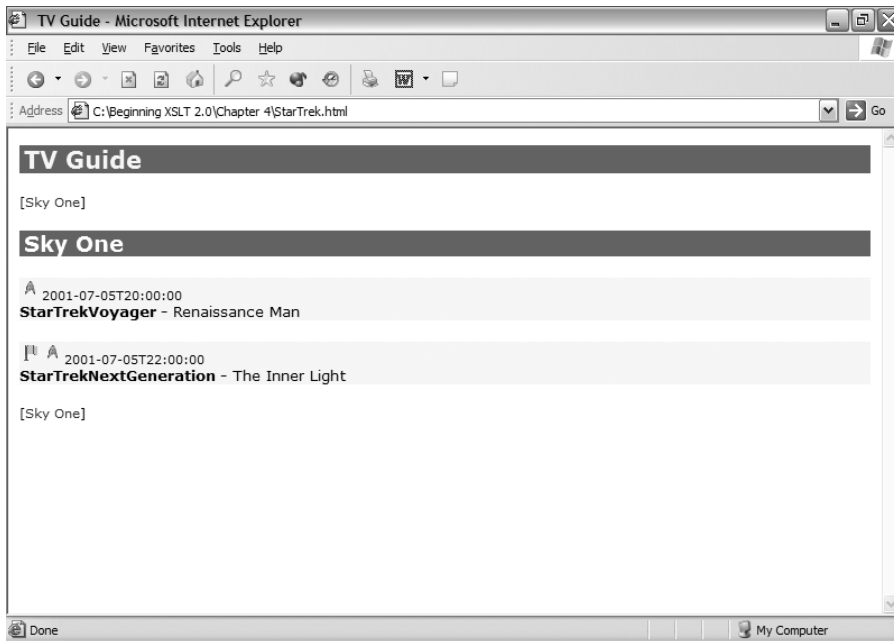 TV Guide - Microsoft Internet Explorer
File Edit View Favorites Tools Help
Address C:\Beginning XSLT 2.0\Chapter 4\StarTrek.html Go
TV Guide
[Sky One]
Sky One
2001-07-05T20:00:00
StarTrekVoyager - Renaissance Man
2001-07-05T22:00:00
StarTrekNextGeneration - The Inner Light
[Sky One]
Done My Computer